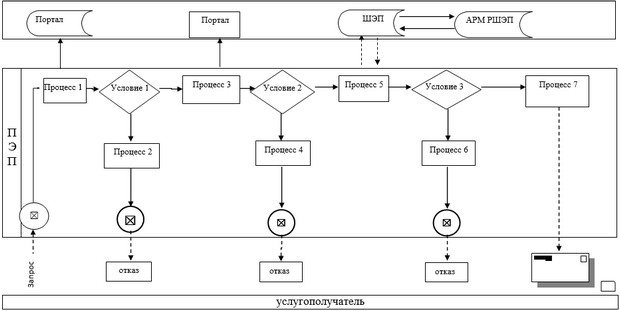 Портал
Портал
ШЭП
АРМ РШЭП
ПЭП
Процесс 1
Условие 1
Процесс 3
Условие 2
Процесс 5
Условие 3
Процесс 7
Процесс 2
Процесс 4
Процесс 6
Запрос
отказ
отказ
отказ
услугополучатель